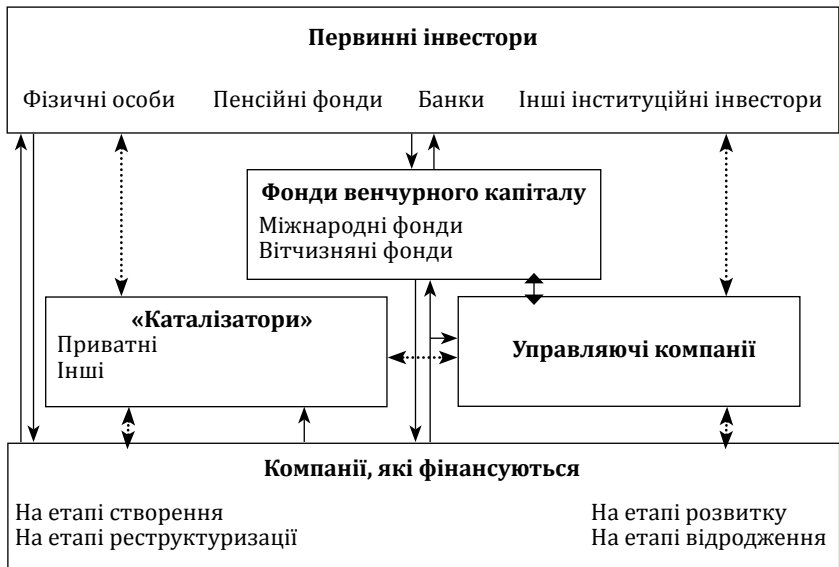 Первинні інвестори
Фізичні особи Пенсійні фонди Банки Інші інституційні інвестори
Фонди венчурного капіталу
Міжнародні фонди
Вітчизняні фонди
«Каталізатори»
Приватні
Інші
Управляючі компанії
Компанії, які фінансуються
На етапі створення На етапі розвитку
На етапі реструктуризації На етапі відродження